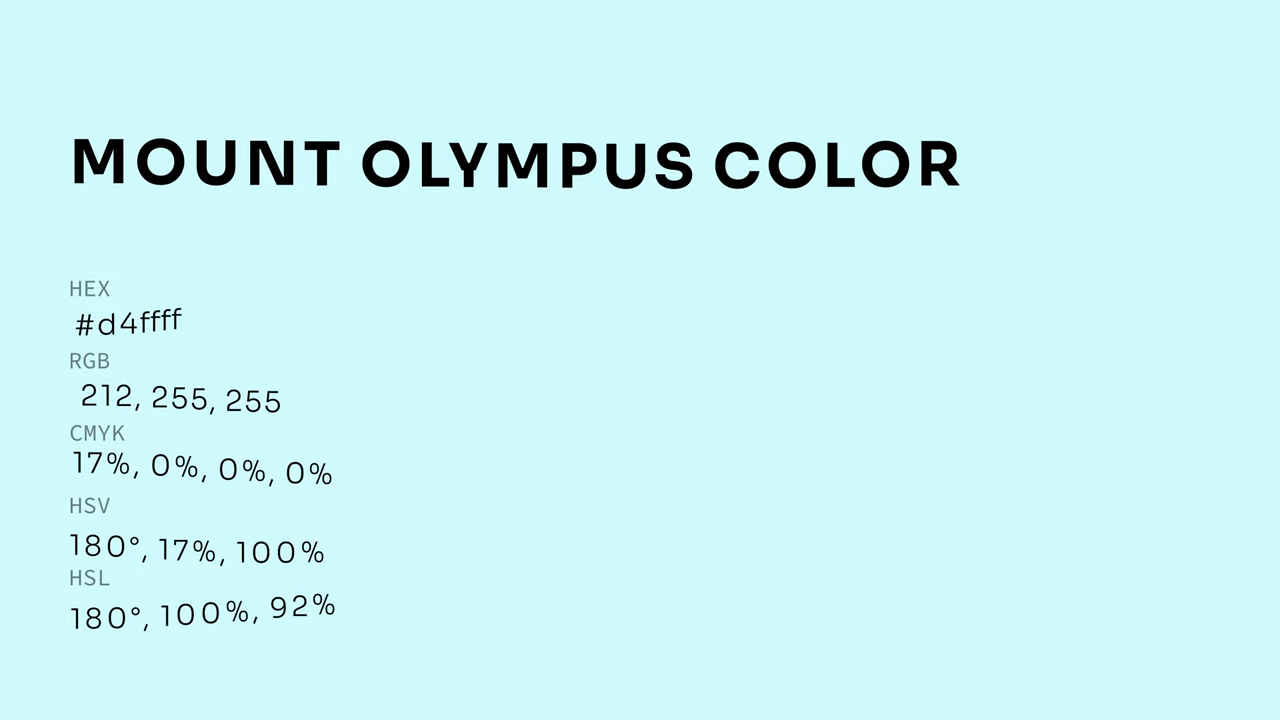 MOUNT OLYMPUS COLOR
HEX
#d4ffff
RGB
212, 255, 255
CMYK
17%, 0%, 0%, 0%
HSV
180°, 17%, 100%
HSL
180°, 100%, 92%